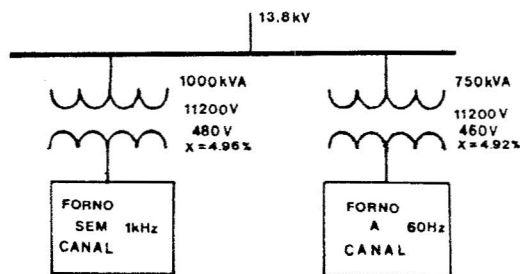 13.8kV
1000kVA
11200V
480V
X=4.96%
750kVA
11200V
460V
X=4.92%
FORNO
SEM 1kHz
CANAL
FORNO
A 60Hz
CANAL